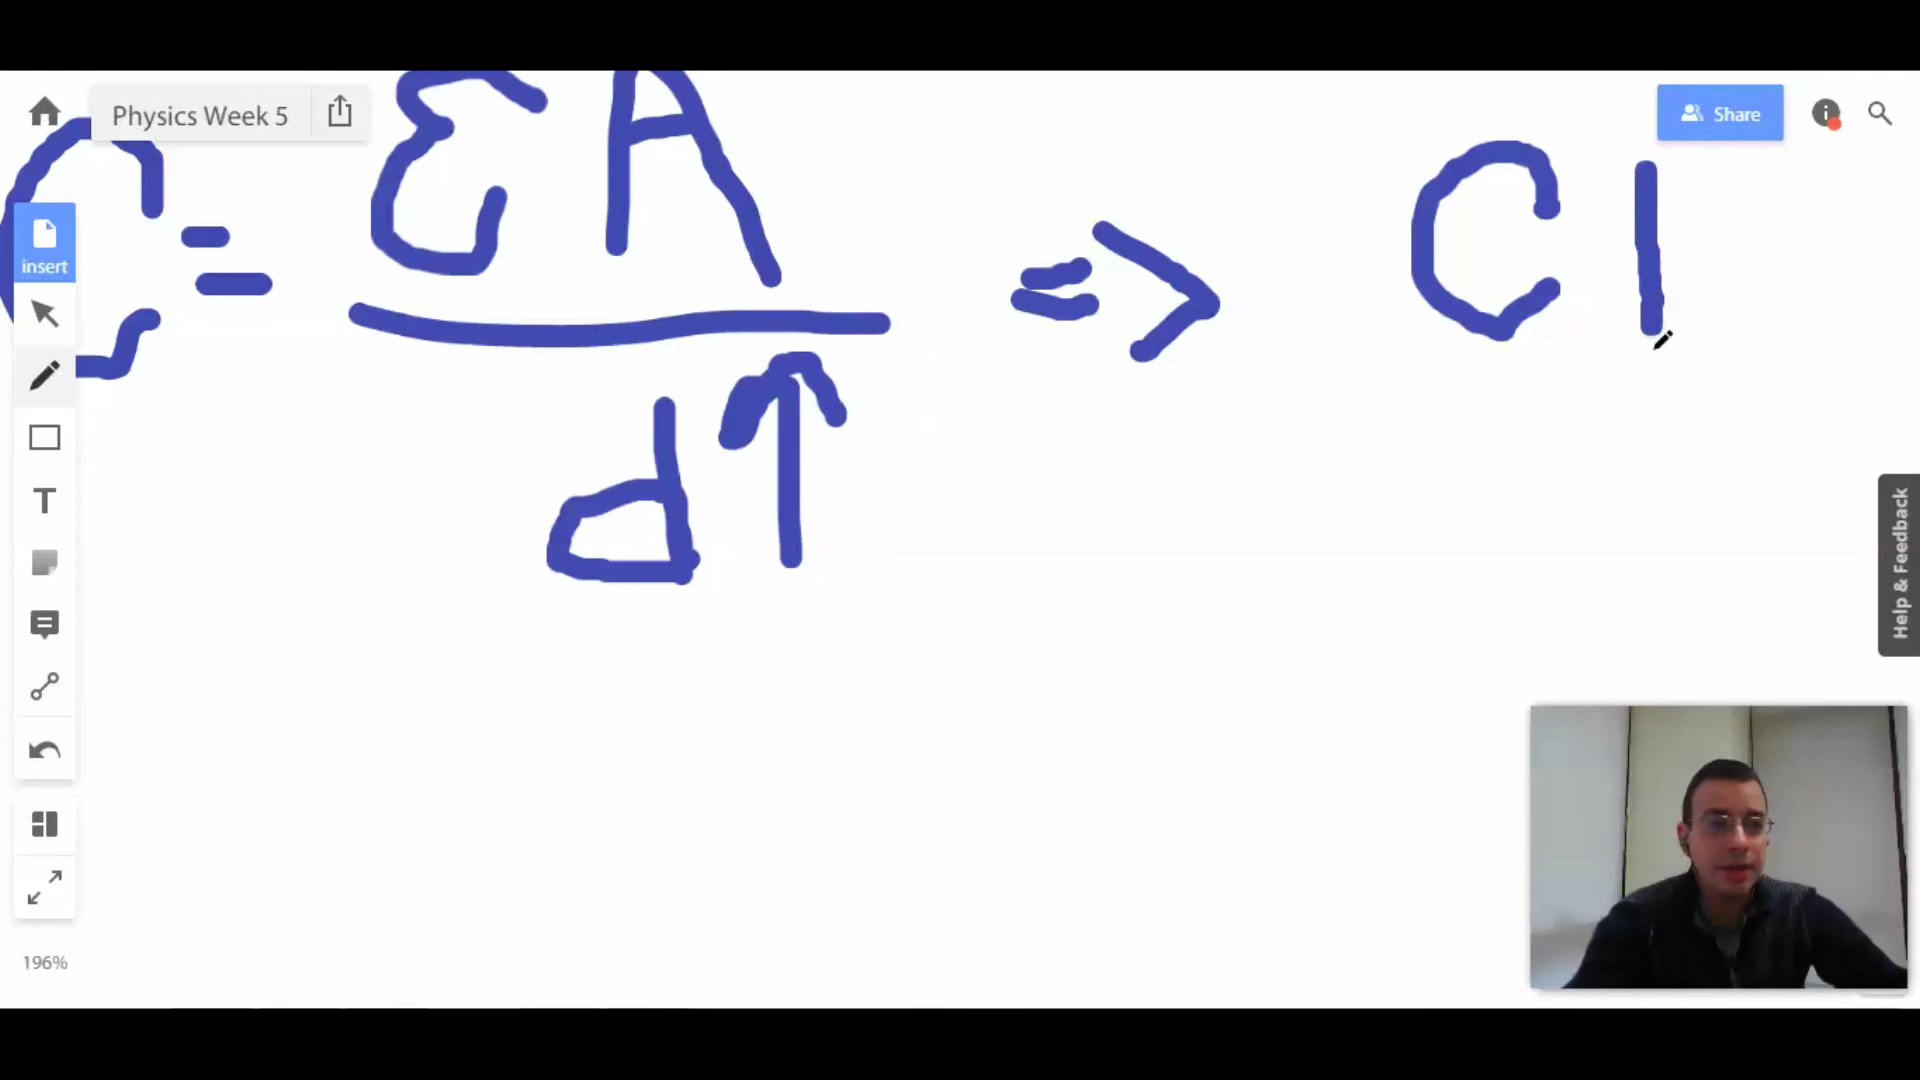 Physics Week 5
Share
C = εA => C |
d ↑
insert
T
Help & Feedback
196%